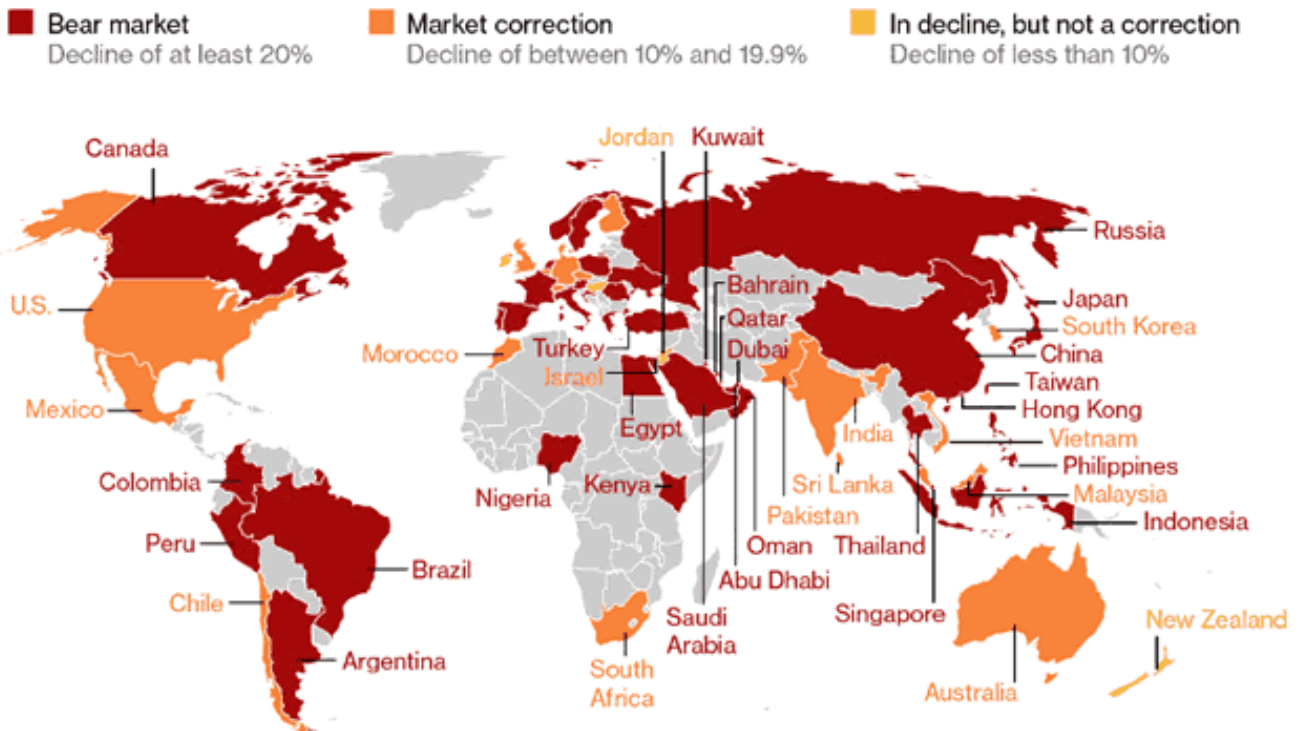 Bear market
Decline of at least 20%
Market correction
Decline of between 10% and 19.9%
In decline, but not a correction
Decline of less than 10%
Jordan
Kuwait
Canada
Russia
Bahrain
U.S.
Japan
Qatar
South Korea
Morocco
Turkey
Dubai
China
Israel
Taiwan
Mexico
Hong Kong
Egypt
India
Vietnam
Philippines
Colombia
Kenya
Sri Lanka
Nigeria
Malaysia
Pakistan
Indonesia
Peru
Oman
Thailand
Brazil
Abu Dhabi
Chile
Singapore
Saudi
Arabia
New Zealand
Argentina
South
Africa
Australia